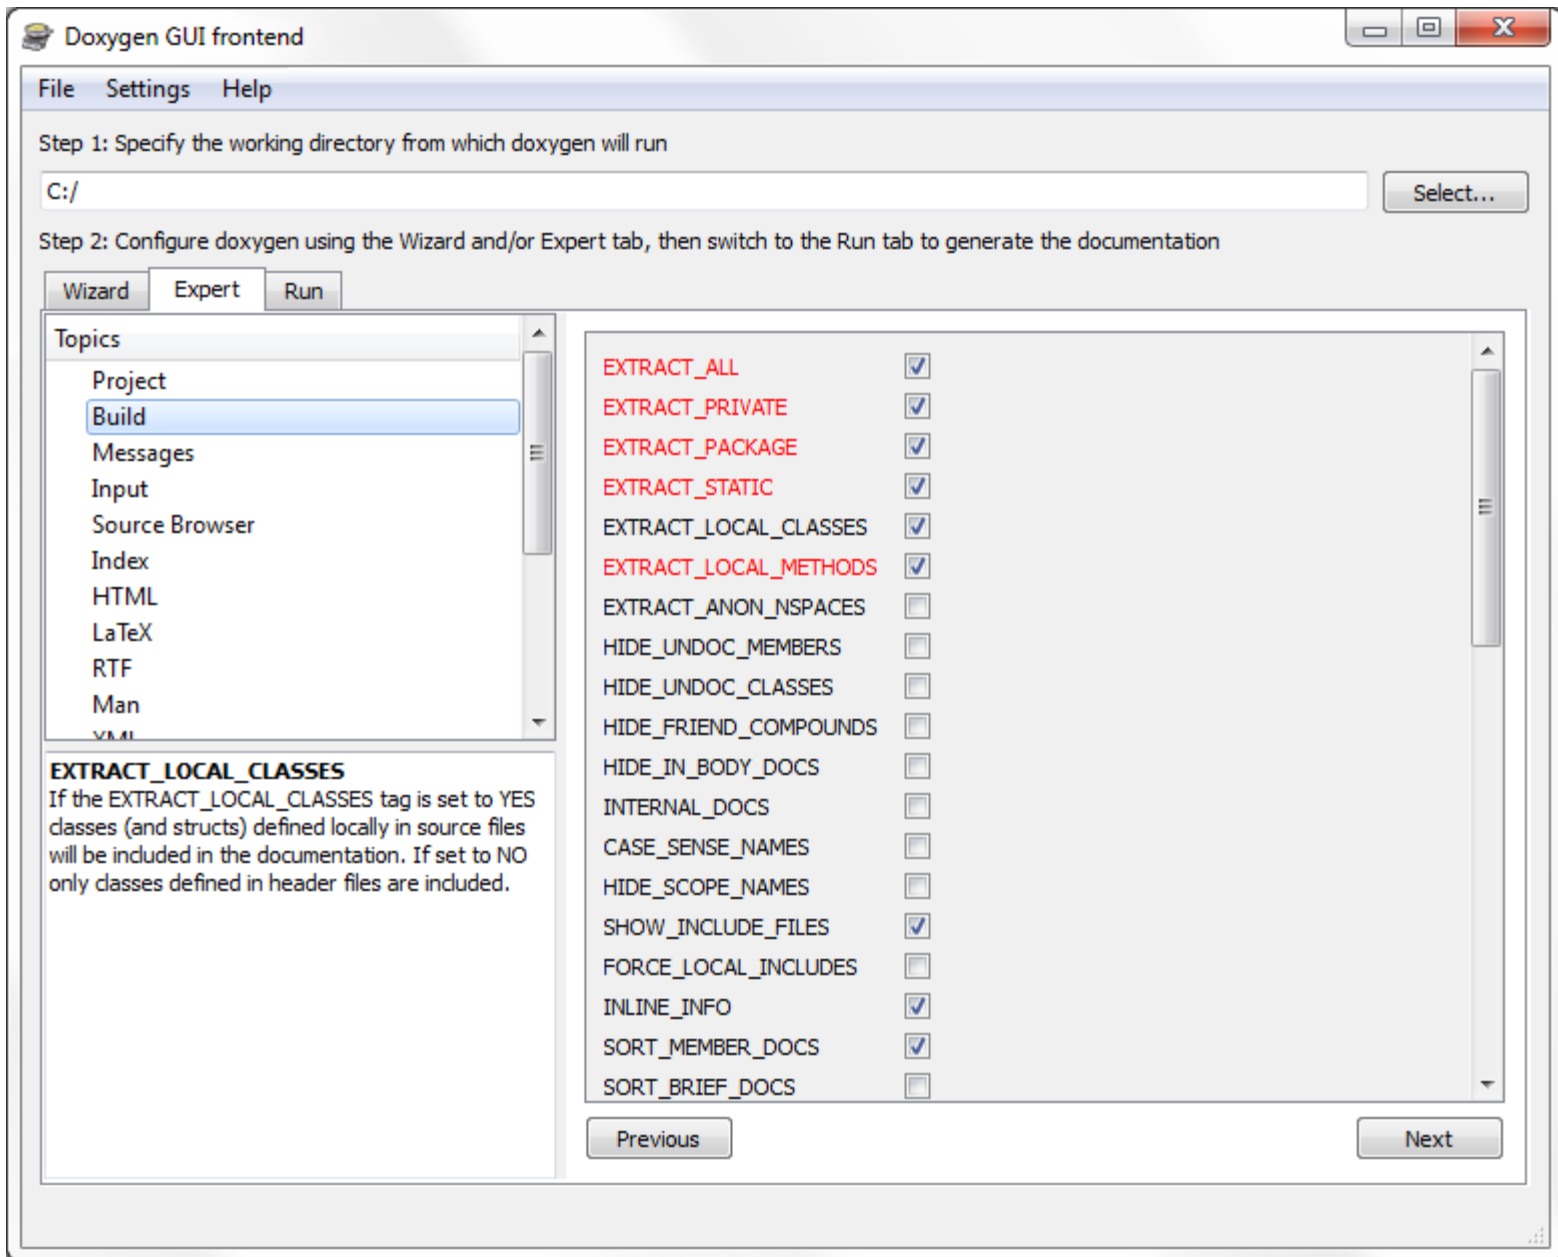 Doxygen GUI frontend
File Settings Help
Step 1: Specify the working directory from which doxygen will run
C:/
Select...
Step 2: Configure doxygen using the Wizard and/or Expert tab, then switch to the Run tab to generate the documentation
Wizard Expert Run
Topics
Project
Build
Messages
Input
Source Browser
Index
HTML
LaTeX
RTF
Man
XML
EXTRACT_LOCAL_CLASSES
If the EXTRACT_LOCAL_CLASSES tag is set to YES
classes (and structs) defined locally in source files
will be included in the documentation. If set to NO
only classes defined in header files are included.
EXTRACT_ALL
EXTRACT_PRIVATE
EXTRACT_PACKAGE
EXTRACT_STATIC
EXTRACT_LOCAL_CLASSES
EXTRACT_LOCAL_METHODS
EXTRACT_ANON_NSPACES
HIDE_UNDOC_MEMBERS
HIDE_UNDOC_CLASSES
HIDE_FRIEND_COMPOUNDS
HIDE_IN_BODY_DOCS
INTERNAL_DOCS
CASE_SENSE_NAMES
HIDE_SCOPE_NAMES
SHOW_INCLUDE_FILES
FORCE_LOCAL_INCLUDES
INLINE_INFO
SORT_MEMBER_DOCS
SORT_BRIEF_DOCS
Previous
Next